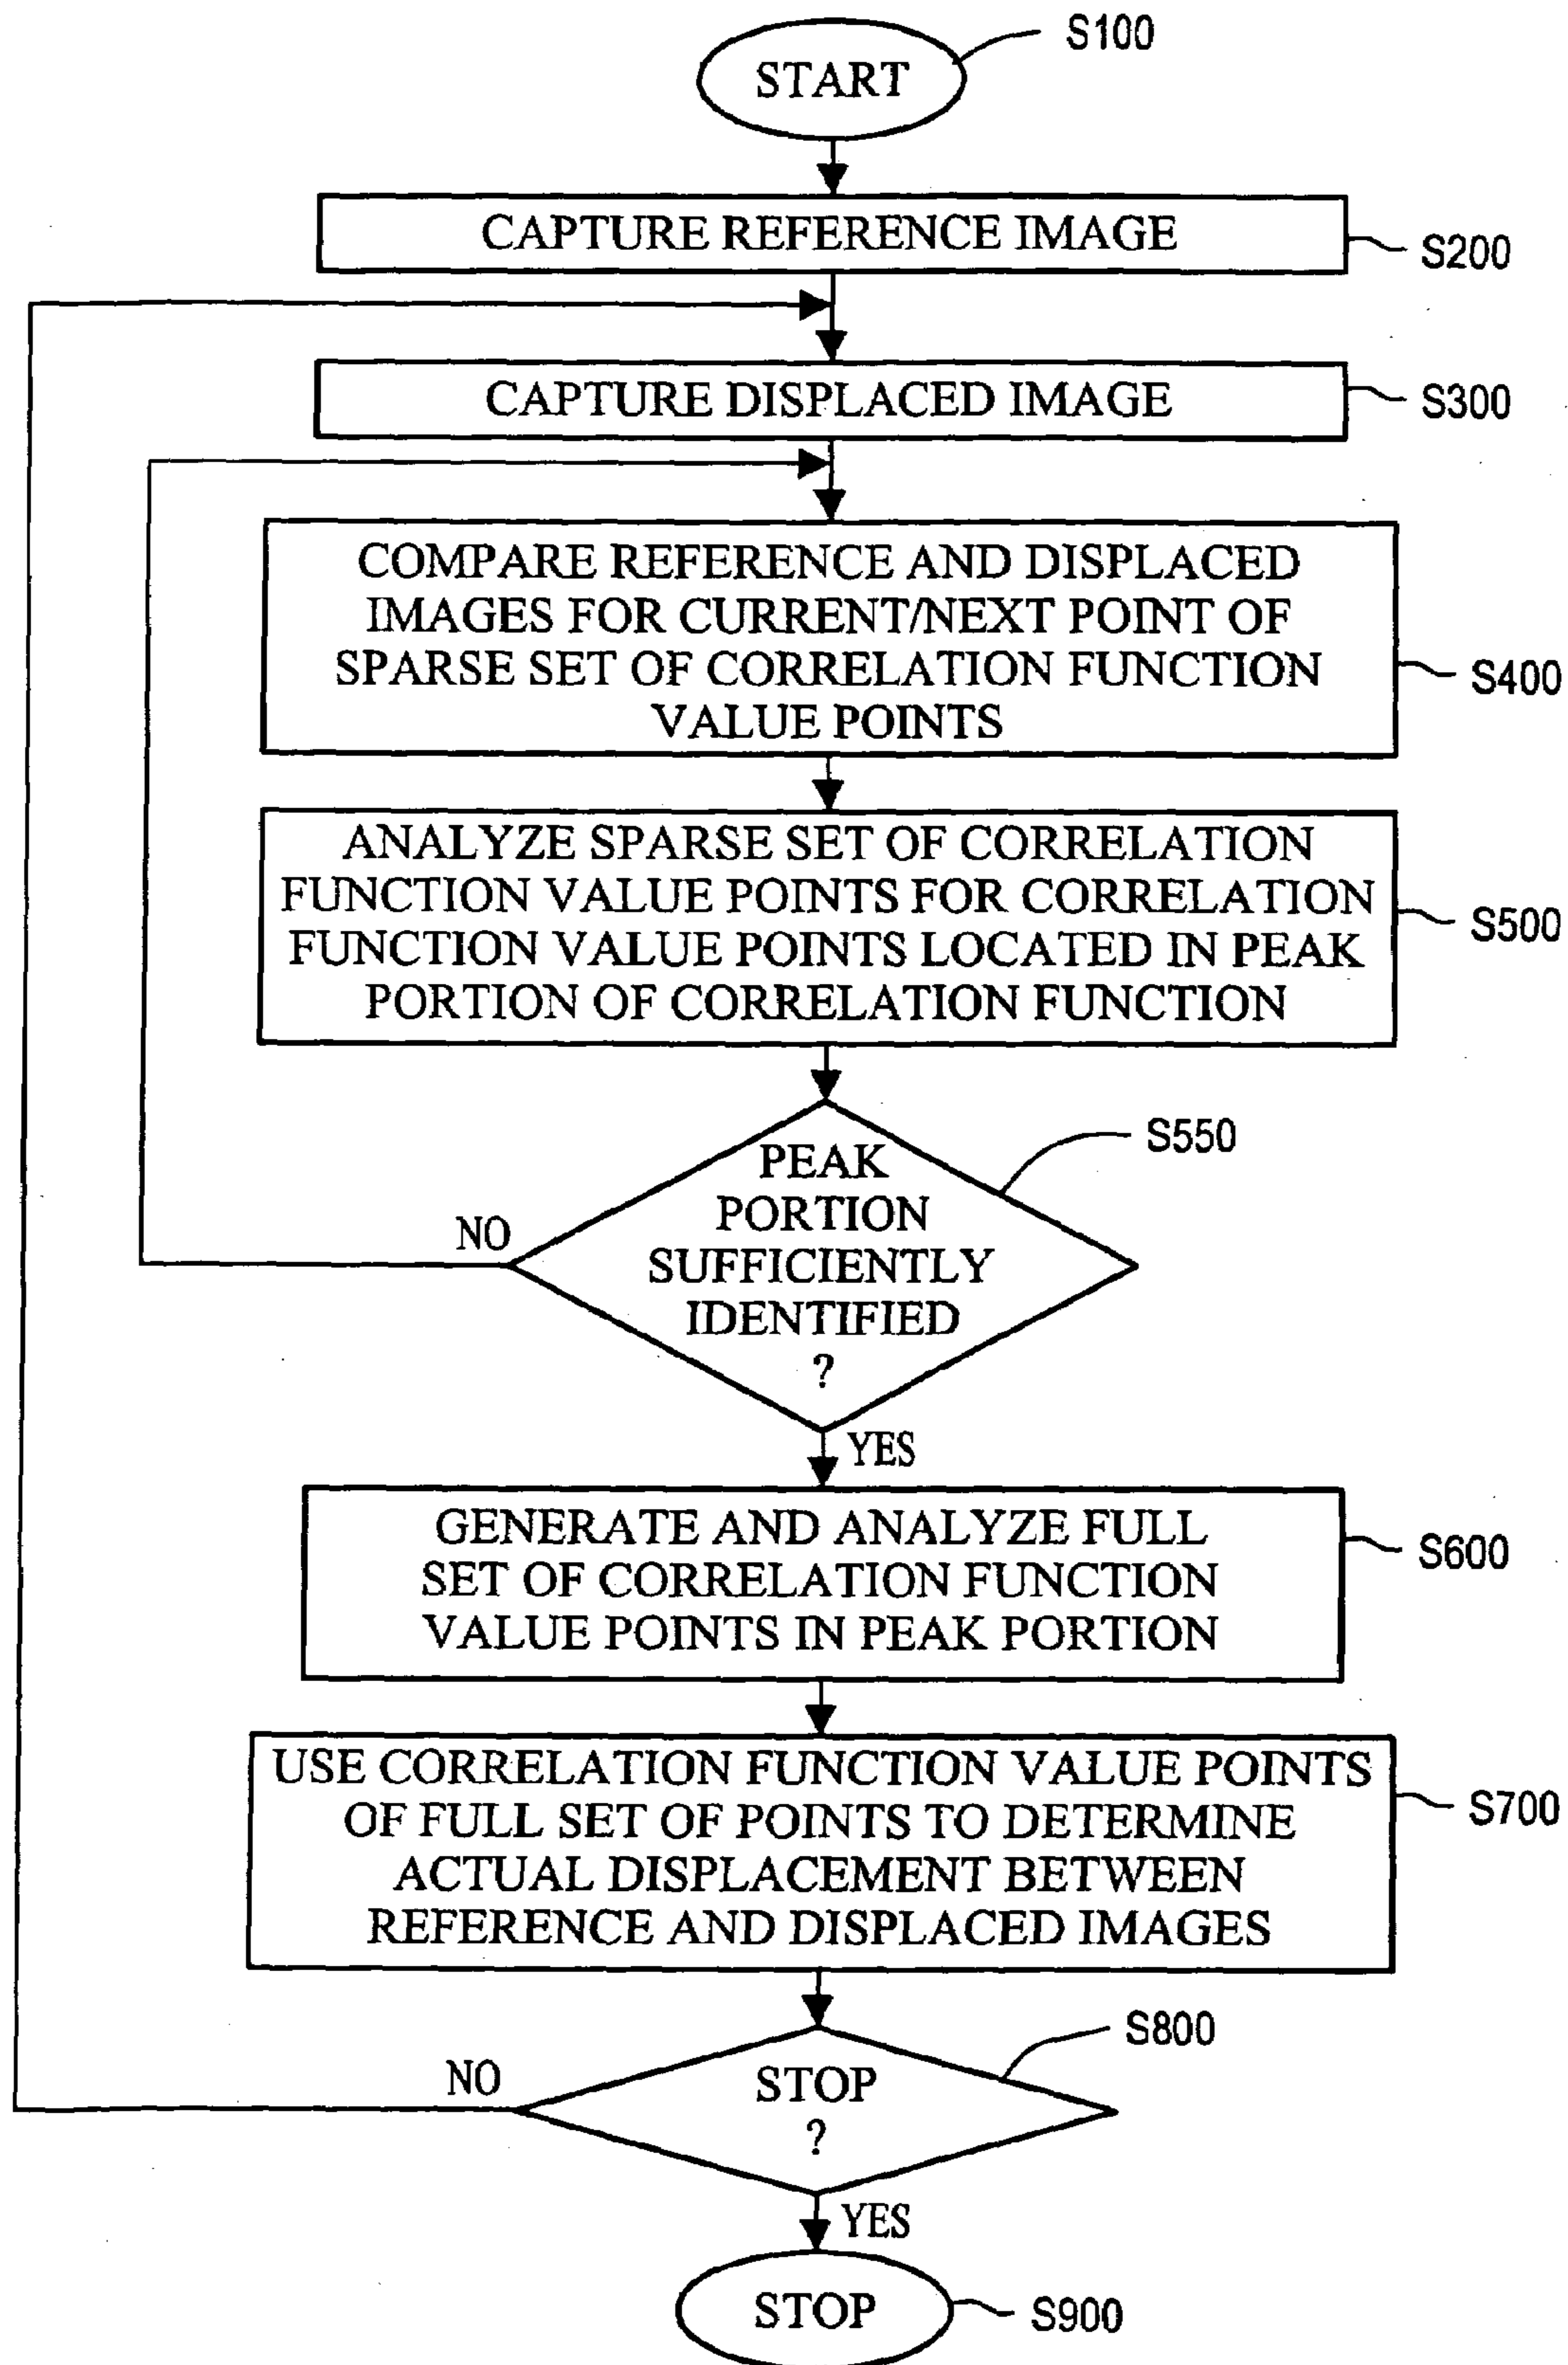 S100
START
CAPTURE REFERENCE IMAGE
S200
CAPTURE DISPLACED IMAGE
S300
COMPARE REFERENCE AND DISPLACED
IMAGES FOR CURRENT/NEXT POINT OF
SPARSE SET OF CORRELATION FUNCTION
VALUE POINTS
S400
ANALYZE SPARSE SET OF CORRELATION
FUNCTION VALUE POINTS FOR CORRELATION
FUNCTION VALUE POINTS LOCATED IN PEAK
PORTION OF CORRELATION FUNCTION
S500
S550
PEAK
PORTION
SUFFICIENTLY
IDENTIFIED
?
NO
YES
GENERATE AND ANALYZE FULL
SET OF CORRELATION FUNCTION
VALUE POINTS IN PEAK PORTION
S600
USE CORRELATION FUNCTION VALUE POINTS
OF FULL SET OF POINTS TO DETERMINE
ACTUAL DISPLACEMENT BETWEEN
REFERENCE AND DISPLACED IMAGES
S700
S800
STOP
?
NO
YES
STOP
S900